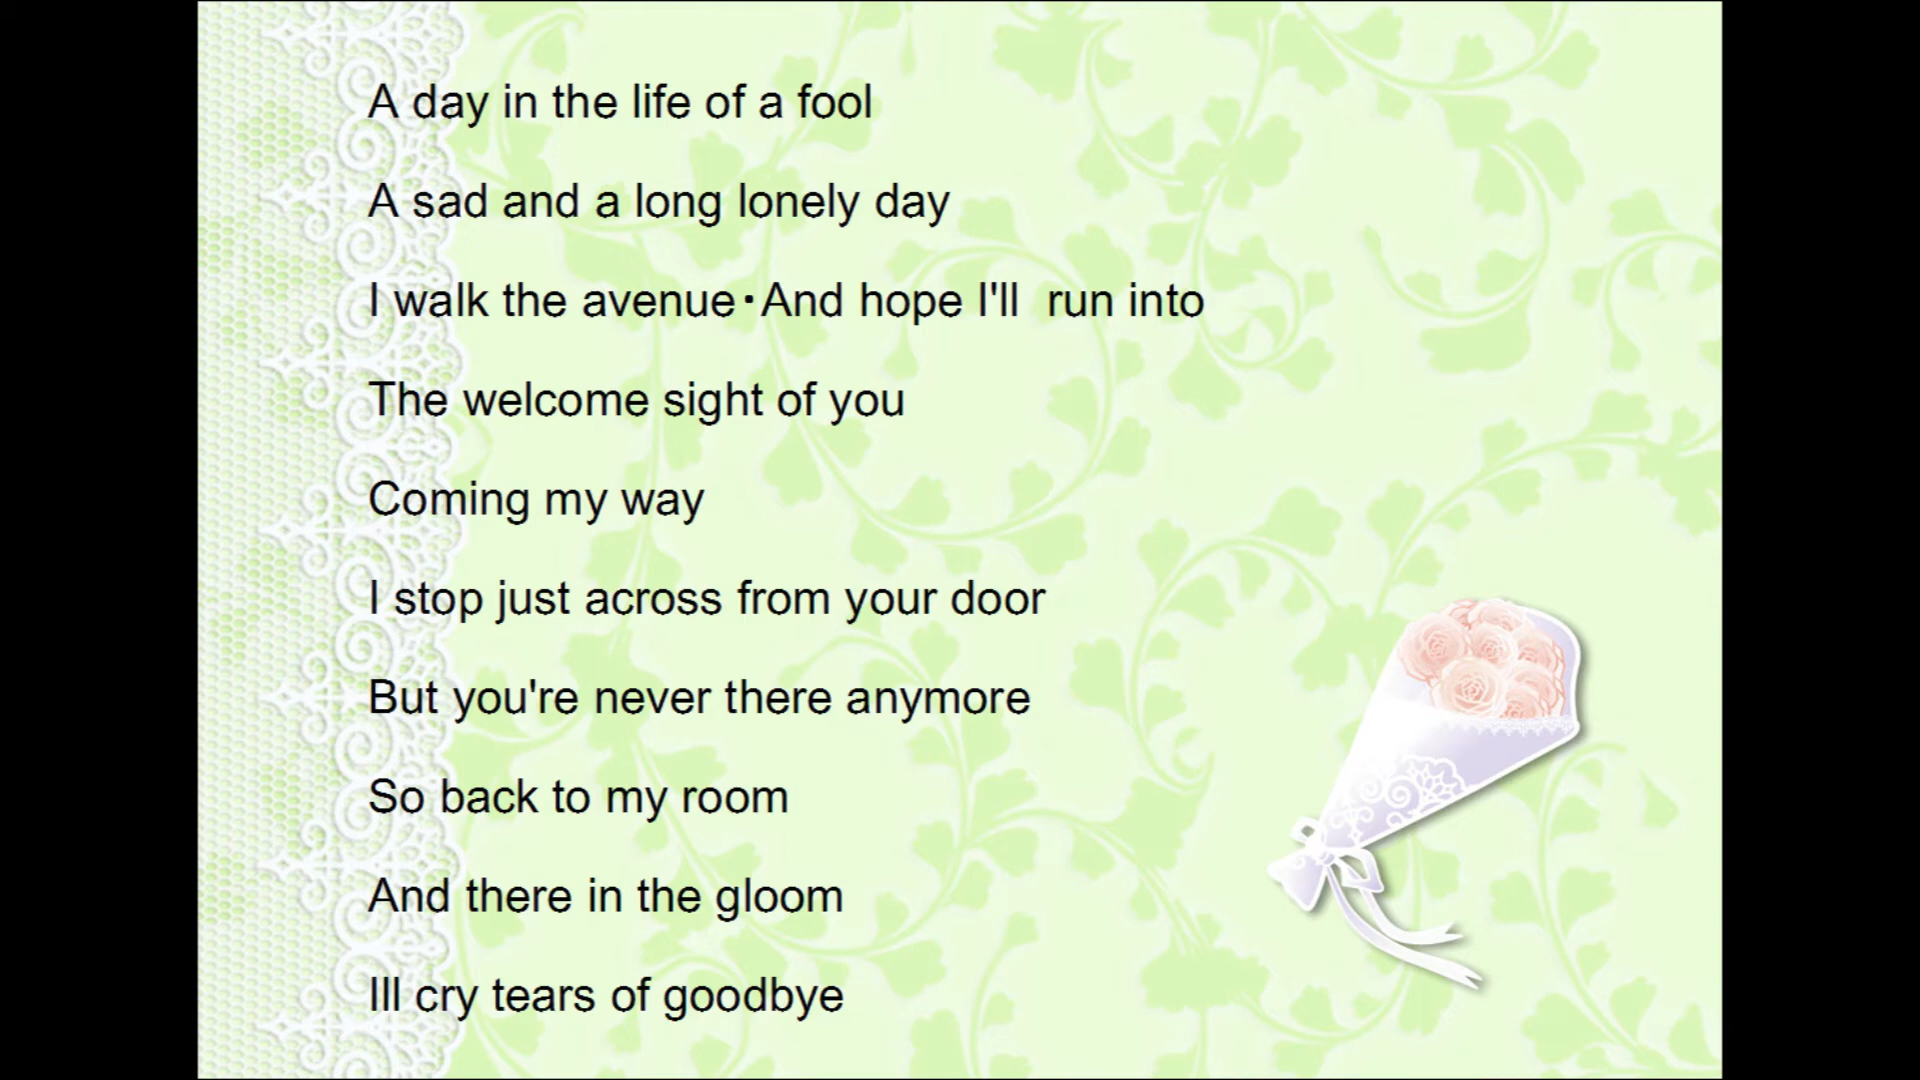 A day in the life of a fool
A sad and a long lonely day
I walk the avenue・And hope I'll  run into
The welcome sight of you
Coming my way
I stop just across from your door
But you're never there anymore
So back to my room
And there in the gloom
Ill cry tears of goodbye